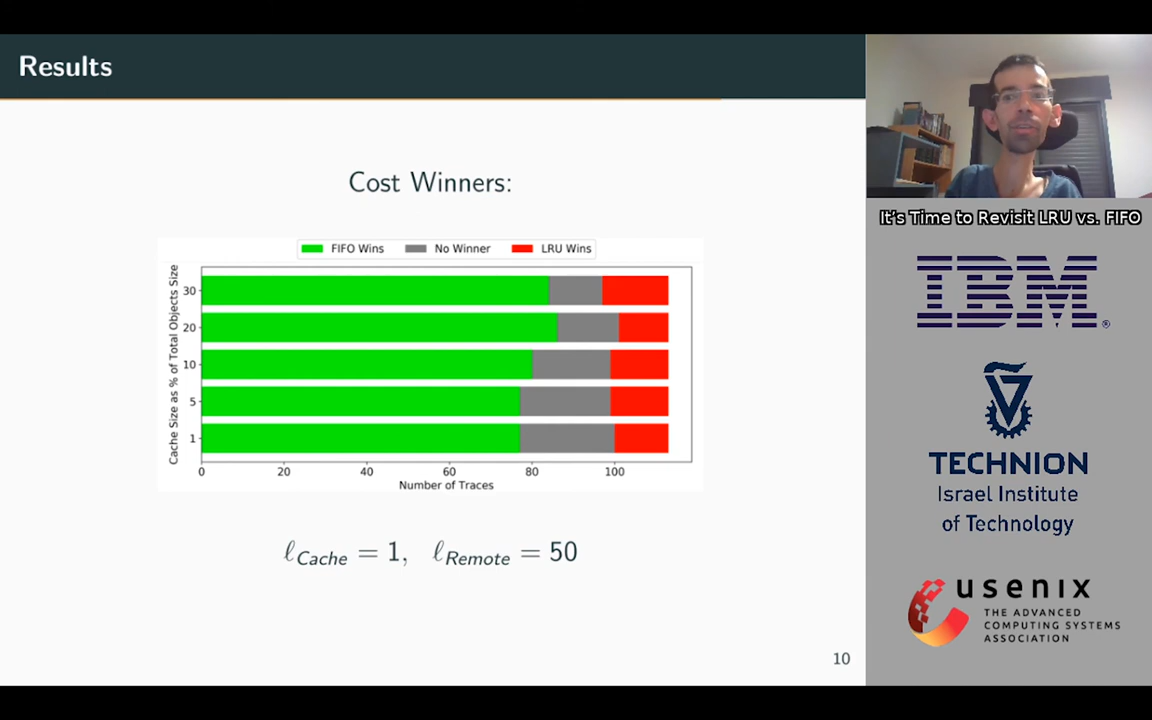 Results
Cost Winners:
FIFO Wins
No Winner
LRU Wins
Cache Size as % of Total Objects Size
30
20
10
5
1
0 20 40 60 80 100
Number of Traces
ℓCache = 1, ℓRemote = 50
10
It's Time to Revisit LRU vs. FIFO
IBM®
TECHNION
Israel Institute
of Technology
usenix
THE ADVANCED
COMPUTING SYSTEMS
ASSOCIATION